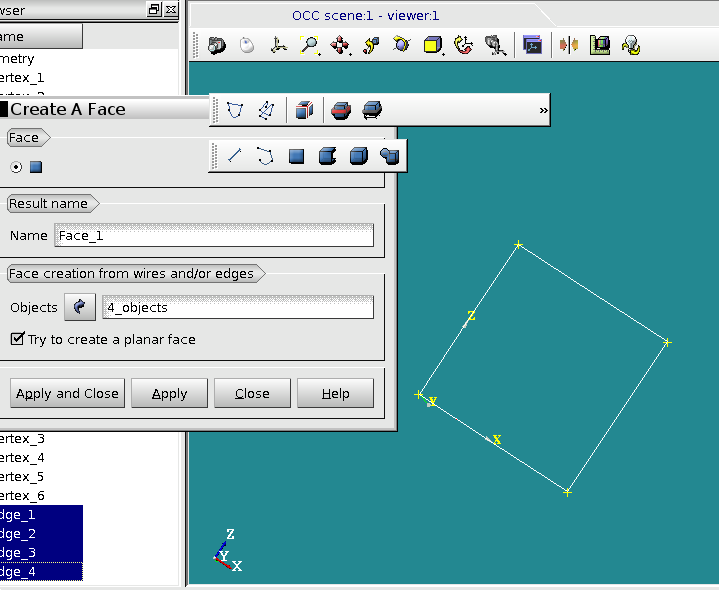 wser
OCC scene:1 - viewer:1
ame
metry
ertex_1
Create A Face
»
Face
Result name
Name Face_1
Face creation from wires and/or edges
Objects 4_objects
Try to create a planar face
Apply and Close Apply Close Help
ertex_3
ertex_4
ertex_5
ertex_6
dge_1
dge_2
dge_3
dge_4
Z
Y
X
Z
Y
X